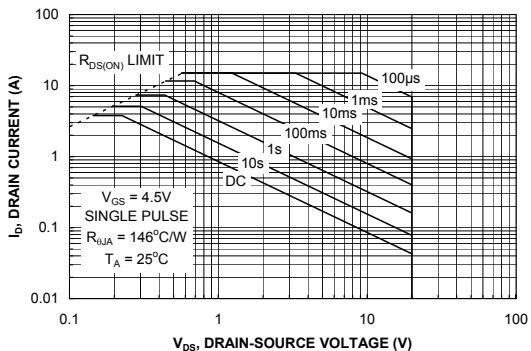 100
10
1
0.1
0.01
I_D, DRAIN CURRENT (A)
R_DS(ON) LIMIT
100µs
1ms
10ms
100ms
1s
10s
DC
V_GS = 4.5V
SINGLE PULSE
R_θJA = 146°C/W
T_A = 25°C
0.1 1 10 100
V_DS, DRAIN-SOURCE VOLTAGE (V)